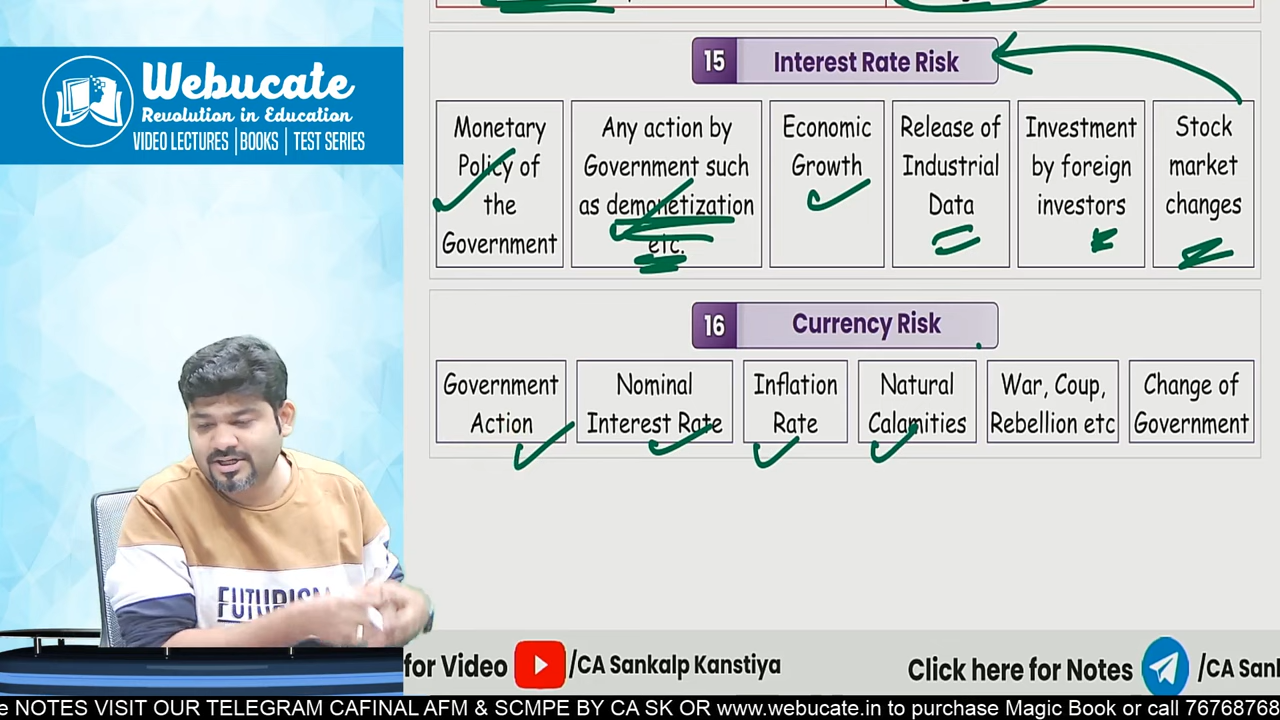 Webucate
Revolution in Education
VIDEO LECTURES | BOOKS | TEST SERIES
15 Interest Rate Risk
Monetary
Policy of
the
Government
Any action by
Government such
as demonetization
etc.
Economic
Growth
Release of
Industrial
Data
Investment
by foreign
investors
Stock
market
changes
16 Currency Risk
Government
Action
Nominal
Interest Rate
Inflation
Rate
Natural
Calamities
War, Coup,
Rebellion etc
Change of
Government
FUTURISM
for Video /CA Sankalp Kanstiya
Click here for Notes /CA San
e NOTES VISIT OUR TELEGRAM CAFINAL AFM & SCMPE BY CA SK OR www.webucate.in to purchase Magic Book or call 76768768